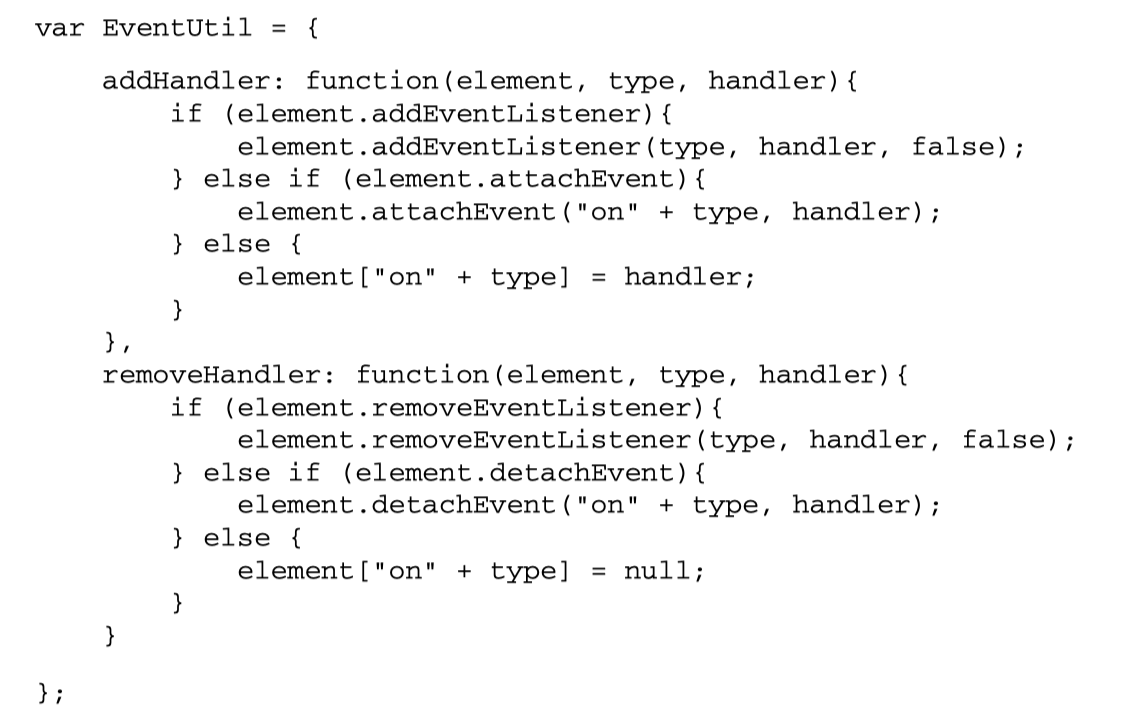 var EventUtil = {
addHandler: function(element, type, handler){
if (element.addEventListener){
element.addEventListener(type, handler, false);
} else if (element.attachEvent){
element.attachEvent("on" + type, handler);
} else {
element["on" + type] = handler;
}
},
removeHandler: function(element, type, handler){
if (element.removeEventListener){
element.removeEventListener(type, handler, false);
} else if (element.detachEvent){
element.detachEvent("on" + type, handler);
} else {
element["on" + type] = null;
}
}
};